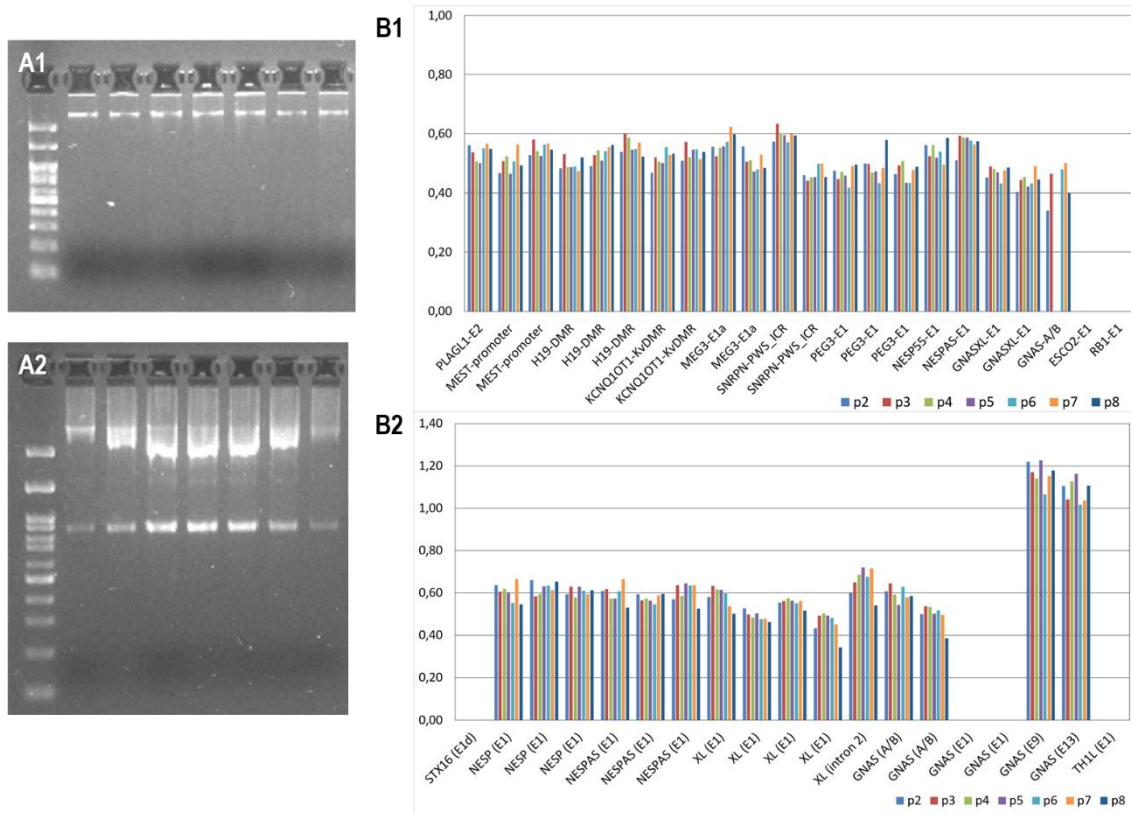 A1
A2
B1
1,00
0,80
0,60
0,40
0,20
0,00
PLAGL1-E2
MEST-promoter
MEST-promoter
H19-DMR
H19-DMR
H19-DMR
KCNQ1OT1-KvDMR
KCNQ1OT1-KvDMR
MEG3-E1a
MEG3-E1a
SNRPN-PWS_ICR
SNRPN-PWS_ICR
PEG3-E1
PEG3-E1
PEG3-E1
NESP55-E1
NESPAS-E1
GNASXL-E1
GNASXL-E1
GNAS-A/B
ESCO2-E1
RB1-E1
p2 p3 p4 p5 p6 p7 p8
B2
1,40
1,20
1,00
0,80
0,60
0,40
0,20
0,00
STX16 (E1d)
NESP (E1)
NESP (E1)
NESP (E1)
NESPAS (E1)
NESPAS (E1)
NESPAS (E1)
XL (E1)
XL (E1)
XL (E1)
XL (E1)
XL (intron 2)
GNAS (A/B)
GNAS (A/B)
GNAS (E1)
GNAS (E1)
GNAS (E9)
GNAS (E13)
TH1L (E1)
p2 p3 p4 p5 p6 p7 p8